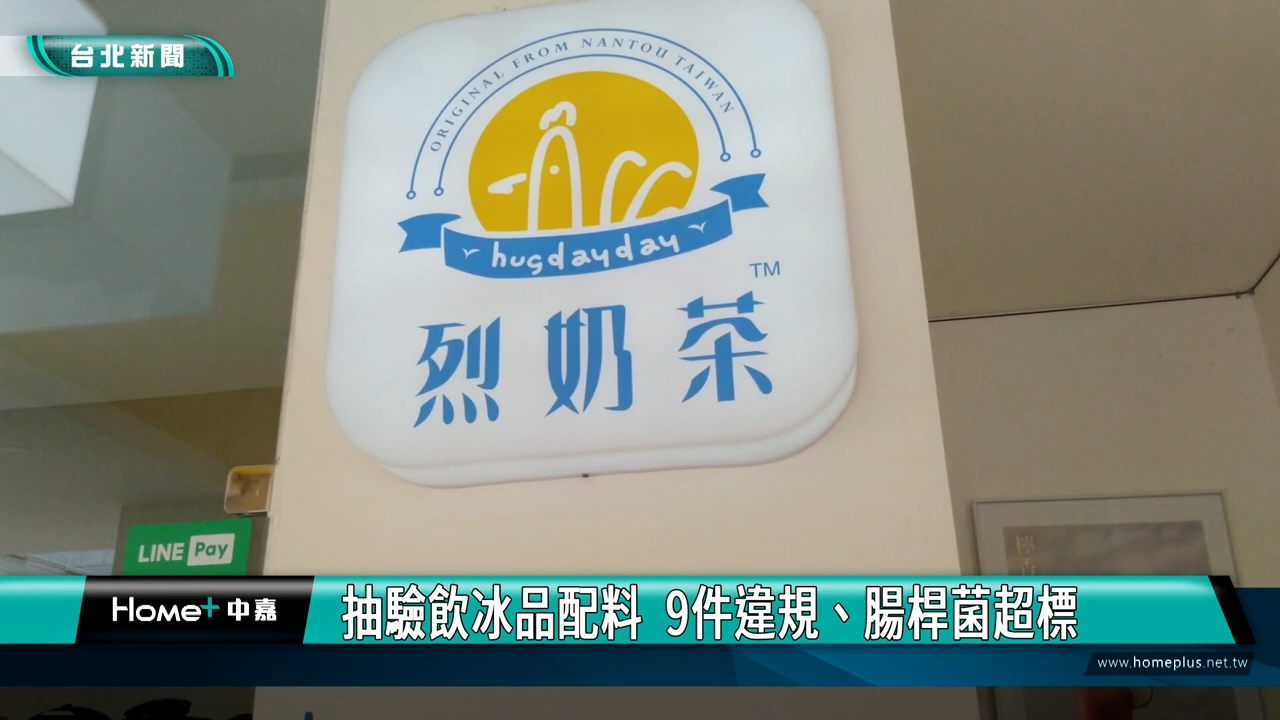 台北新聞
ORIGINAL FROM NANTOU TAIWAN
hugdayday
TM
烈奶茶
LINE Pay
Home+中嘉
抽驗飲冰品配料 9件違規、腸桿菌超標
www.homeplus.net.tw